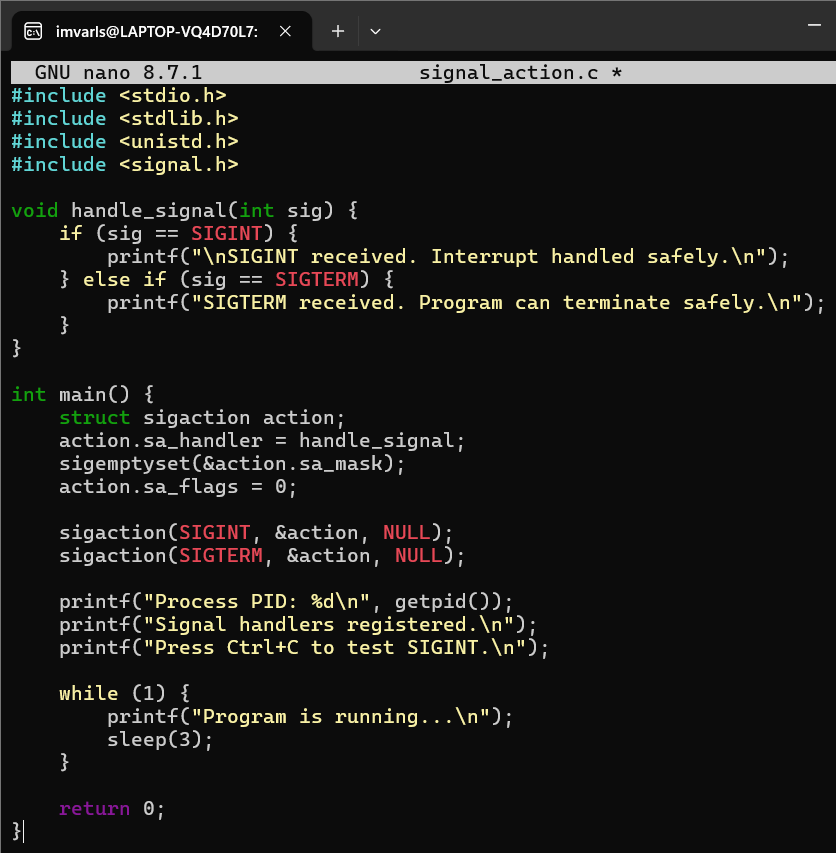 imvarls@LAPTOP-VQ4D70L7:
GNU nano 8.7.1 signal_action.c *
#include <stdio.h>
#include <stdlib.h>
#include <unistd.h>
#include <signal.h>

void handle_signal(int sig) {
    if (sig == SIGINT) {
        printf("\nSIGINT received. Interrupt handled safely.\n");
    } else if (sig == SIGTERM) {
        printf("SIGTERM received. Program can terminate safely.\n");
    }
}

int main() {
    struct sigaction action;
    action.sa_handler = handle_signal;
    sigemptyset(&action.sa_mask);
    action.sa_flags = 0;

    sigaction(SIGINT, &action, NULL);
    sigaction(SIGTERM, &action, NULL);

    printf("Process PID: %d\n", getpid());
    printf("Signal handlers registered.\n");
    printf("Press Ctrl+C to test SIGINT.\n");

    while (1) {
        printf("Program is running...\n");
        sleep(3);
    }

    return 0;
}